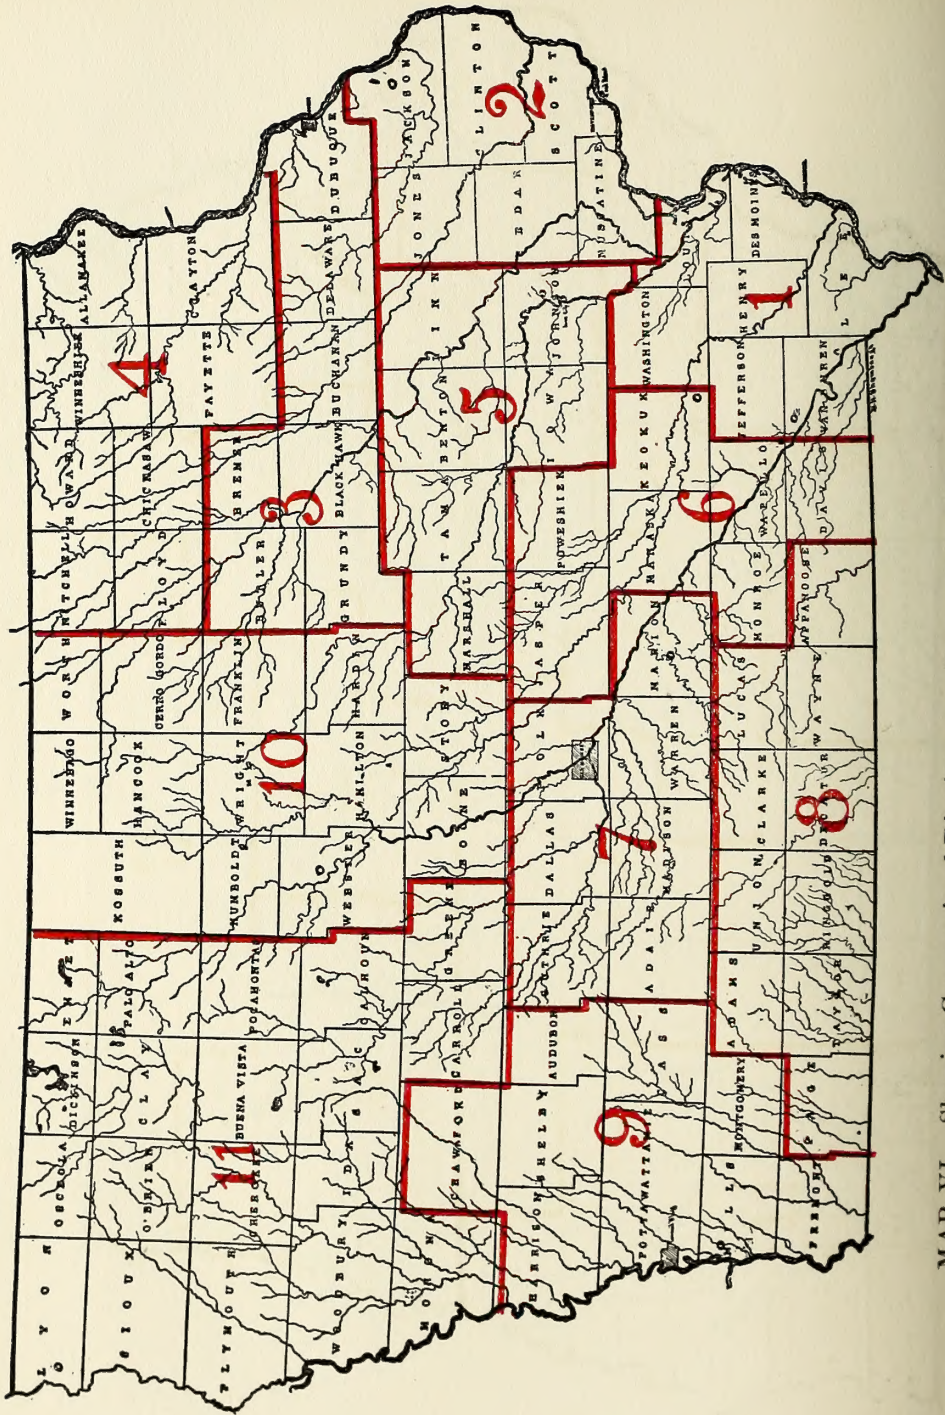 LYON
OSCEOLA
DICKINSON
EMMET
KOSSUTH
WINNEBAGO
WORTH
MITCHELL
HOWARD
WINNESHIEK
ALLAMAKEE
SIOUX
O'BRIEN
CLAY
PALO ALTO
HANCOCK
CERRO GORDO
FLOYD
CHICKASAW
4
FAYETTE
CLAYTON
PLYMOUTH
CHEROKEE
11
BUENA VISTA
POCAHONTAS
HUMBOLDT
WRIGHT
10
FRANKLIN
BUTLER
3
BREMER
WOODBURY
IDA
SAC
CALHOUN
WEBSTER
HAMILTON
HARDIN
GRUNDY
BLACK HAWK
BUCHANAN
DELAWARE
DUBUQUE
MONONA
CRAWFORD
CARROLL
GREENE
BOONE
STORY
MARSHALL
TAMA
BENTON
LINN
JONES
JACKSON
5
CLINTON
2
HARRISON
SHELBY
AUDUBON
GUTHRIE
DALLAS
POLK
JASPER
POWESHIEK
IOWA
JOHNSON
CEDAR
SCOTT
MUSCATINE
9
POTTAWATTAMIE
CASS
ADAIR
MADISON
7
WARREN
MARION
MAHASKA
KEOKUK
WASHINGTON
LOUISA
MILLS
MONTGOMERY
ADAMS
UNION
CLARKE
LUCAS
MONROE
WAPELLO
6
JEFFERSON
HENRY
1
DES MOINES
FREMONT
PAGE
TAYLOR
RINGGOLD
DECATUR
8
WAYNE
APPANOOSE
DAVIS
VAN BUREN
LEE